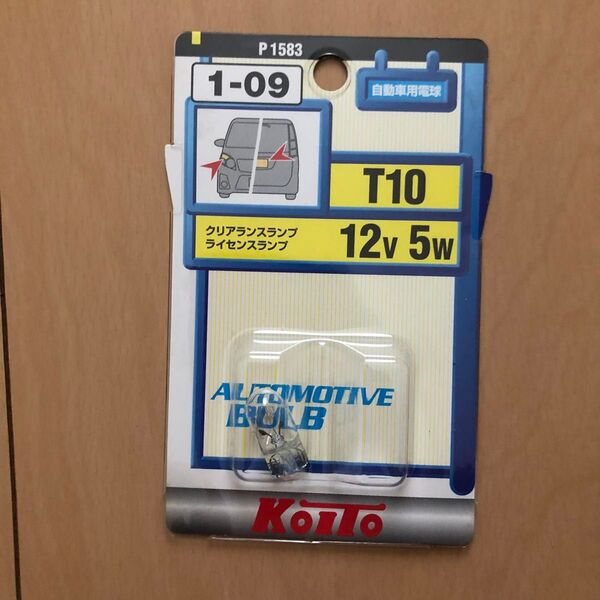 P 1583
1-09
自動車用電球
T10
クリアランスランプ
ライセンスランプ
12V 5W
AUTOMOTIVE
BULB
KOITO